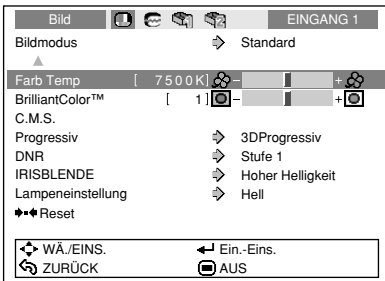 Bild EINGANG 1
Bildmodus Standard
Farb Temp [ 7500K] - +
BrilliantColor™ [ 1] - +
C.M.S.
Progressiv 3DProgressiv
DNR Stufe 1
IRISBLENDE Hoher Helligkeit
Lampeneinstellung Hell
Reset
WÄ./EINS. Ein.-Eins.
ZURÜCK AUS